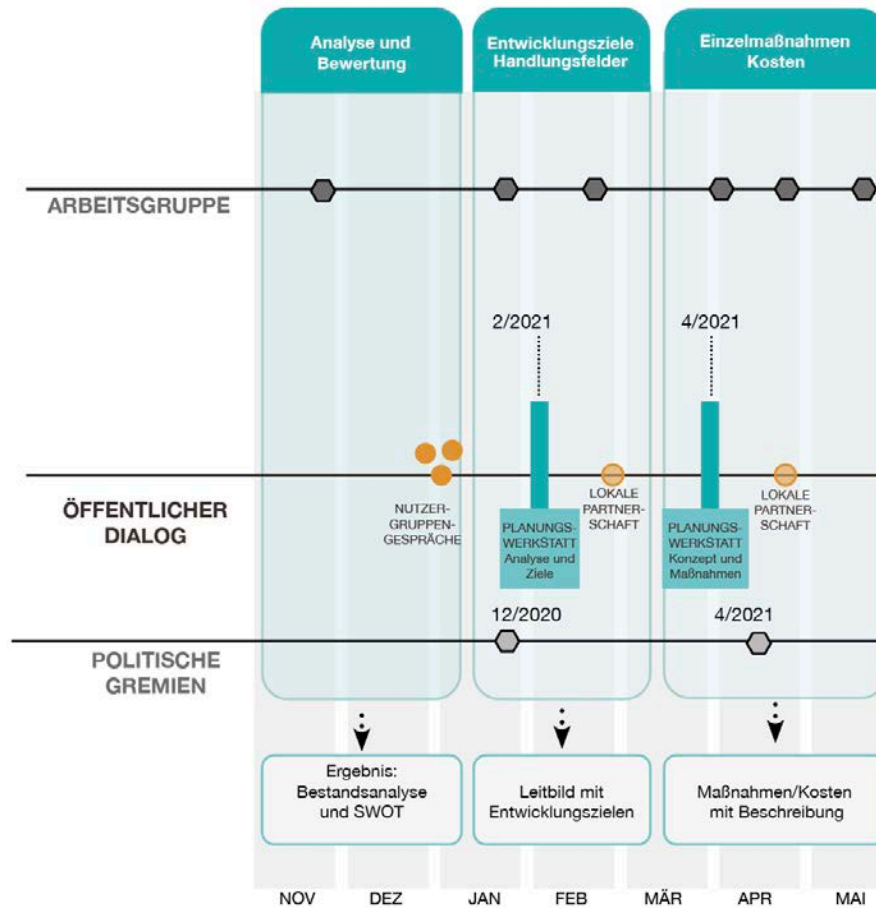 Analyse und
Bewertung
Entwicklungsziele
Handlungsfelder
Einzelmaßnahmen
Kosten
ARBEITSGRUPPE
2/2021
4/2021
ÖFFENTLICHER
DIALOG
NUTZER-
GRUPPEN-
GESPRÄCHE
PLANUNGS-
WERKSTATT
Analyse und
Ziele
LOKALE
PARTNER-
SCHAFT
PLANUNGS-
WERKSTATT
Konzept und
Maßnahmen
LOKALE
PARTNER-
SCHAFT
12/2020
4/2021
POLITISCHE
GREMIEN
Ergebnis:
Bestandsanalyse
und SWOT
Leitbild mit
Entwicklungszielen
Maßnahmen/Kosten
mit Beschreibung
NOV DEZ JAN FEB MÄR APR MAI